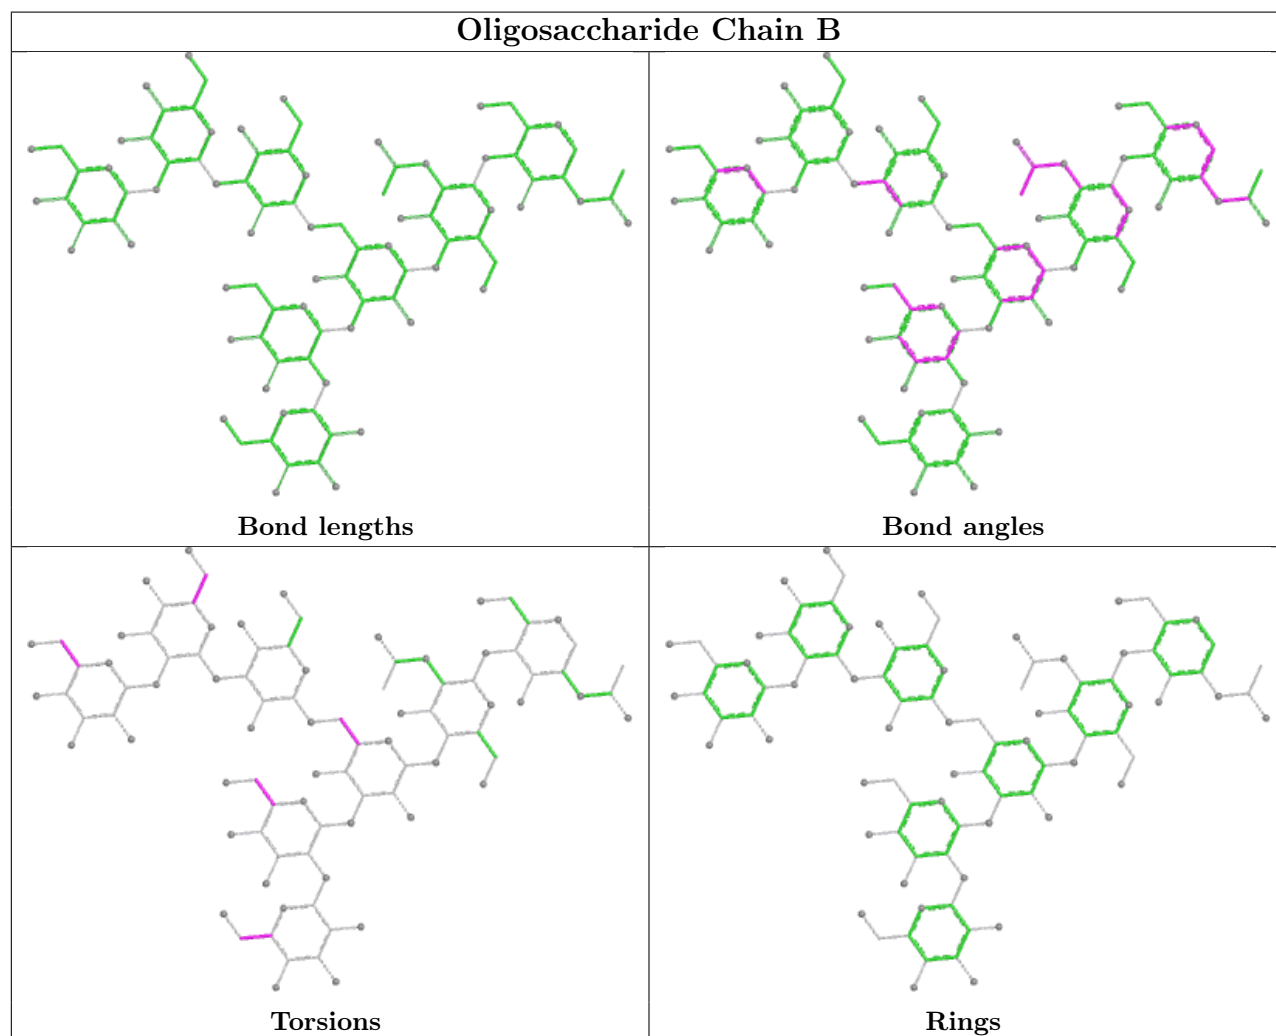 Oligosaccharide Chain B
Bond lengths
Bond angles
Torsions
Rings